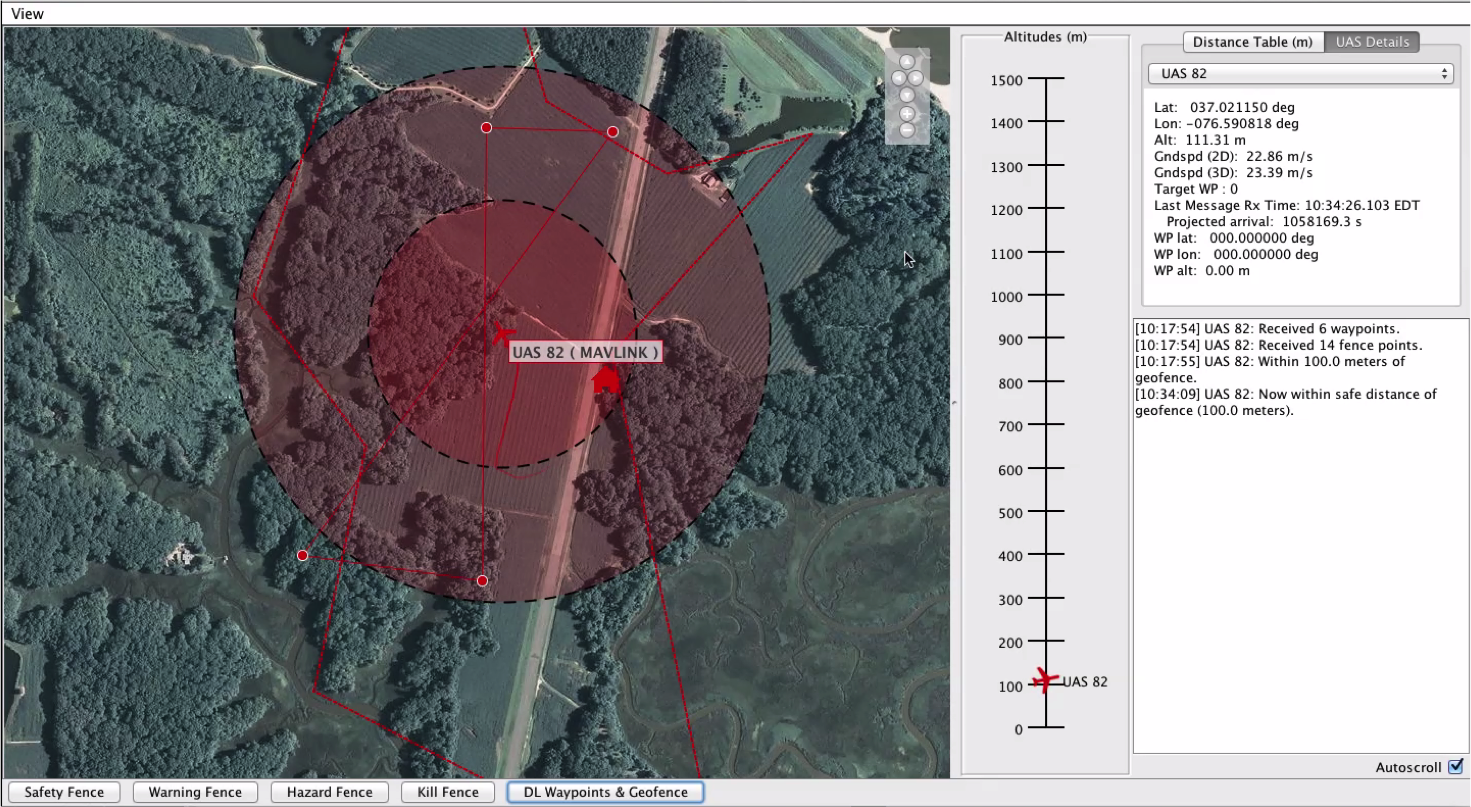 View
UAS 82 ( MAVLINK )
Altitudes (m)
1500
1400
1300
1200
1100
1000
900
800
700
600
500
400
300
200
100
0
UAS 82
Distance Table (m)
UAS Details
UAS 82
Lat: 037.021150 deg
Lon: -076.590818 deg
Alt: 111.31 m
Gndspd (2D): 22.86 m/s
Gndspd (3D): 23.39 m/s
Target WP : 0
Last Message Rx Time: 10:34:26.103 EDT
Projected arrival: 1058169.3 s
WP lat: 000.000000 deg
WP lon: 000.000000 deg
WP alt: 0.00 m
[10:17:54] UAS 82: Received 6 waypoints.
[10:17:54] UAS 82: Received 14 fence points.
[10:17:55] UAS 82: Within 100.0 meters of
geofence.
[10:34:09] UAS 82: Now within safe distance of
geofence (100.0 meters).
Autoscroll
Safety Fence
Warning Fence
Hazard Fence
Kill Fence
DL Waypoints & Geofence